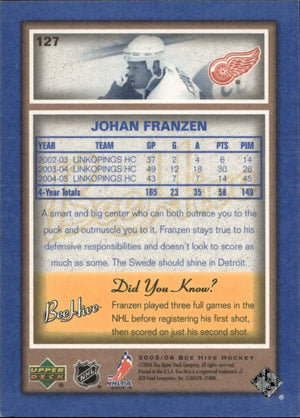 127
JOHAN FRANZEN
YEAR TEAM GP G A PTS PIM
2002-03 LINKOPINGS HC 37 2 4 6 14
2003-04 LINKOPINGS HC 49 12 18 30 26
2004-05 LINKOPINGS HC 43 7 7 14 45
4-Year Totals 165 23 35 58 149
A smart and big center who can both outrace you to the
puck and outmuscle you to it, Franzen stays true to his
defensive responsibilities and doesn't look to score as
much as some. The Swede should shine in Detroit.
Did You Know?
Franzen played three full games in the
NHL before registering his first shot,
then scored on just his second shot.
Bee Hive
UPPER DECK
NHL
NHLPA
2005/06 BEE HIVE HOCKEY